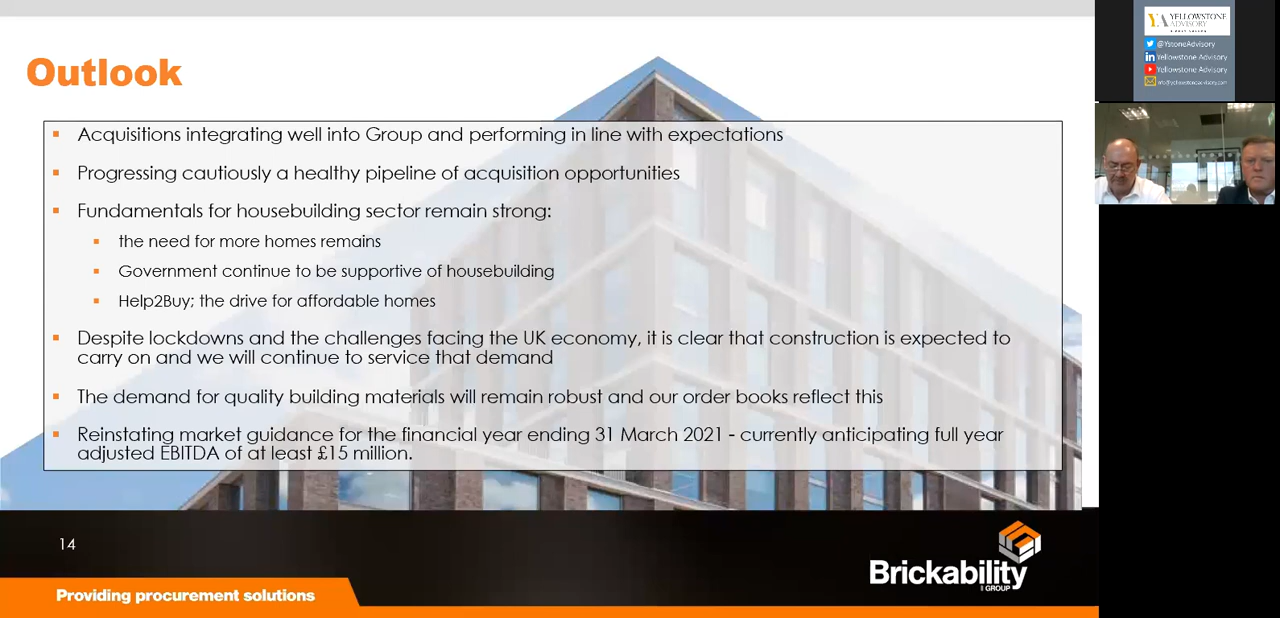 Outlook
Acquisitions integrating well into Group and performing in line with expectations
Progressing cautiously a healthy pipeline of acquisition opportunities
Fundamentals for housebuilding sector remain strong:
the need for more homes remains
Government continue to be supportive of housebuilding
Help2Buy; the drive for affordable homes
Despite lockdowns and the challenges facing the UK economy, it is clear that construction is expected to
carry on and we will continue to service that demand
The demand for quality building materials will remain robust and our order books reflect this
Reinstating market guidance for the financial year ending 31 March 2021 - currently anticipating full year
adjusted EBITDA of at least £15 million.
14
Brickability
GROUP
Providing procurement solutions
YA YELLOWSTONE
ADVISORY
@YstoneAdvisory
Yellowstone Advisory
Yellowstone Advisory